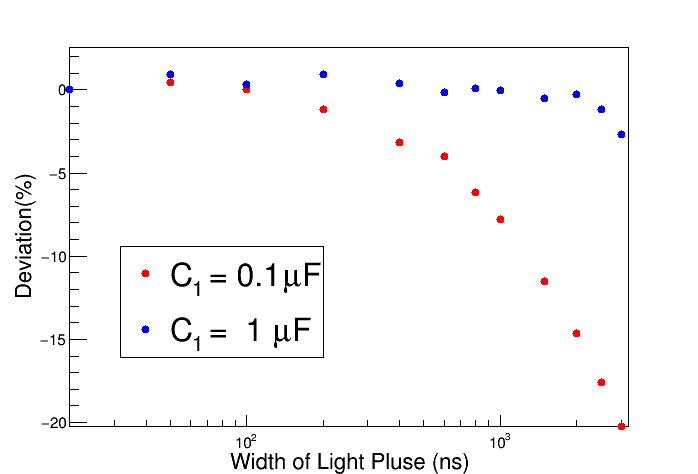 0
−5
−10
−15
−20
Deviation(%)
C₁ = 0.1μF
C₁ = 1 μF
10²
10³
Width of Light Pluse (ns)